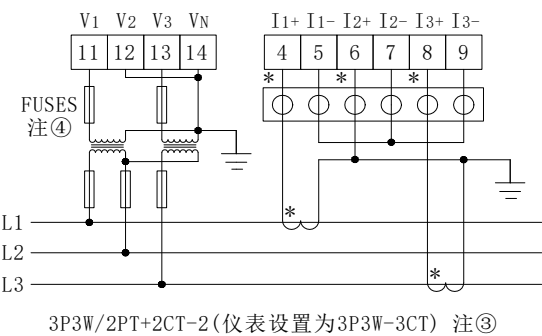 V1 V2 V3 VN I1+ I1- I2+ I2- I3+ I3-
11 12 13 14 4 5 6 7 8 9
* * *
FUSES
注④
*
L1
L2
*
L3
3P3W/2PT+2CT-2(仪表设置为3P3W-3CT) 注③